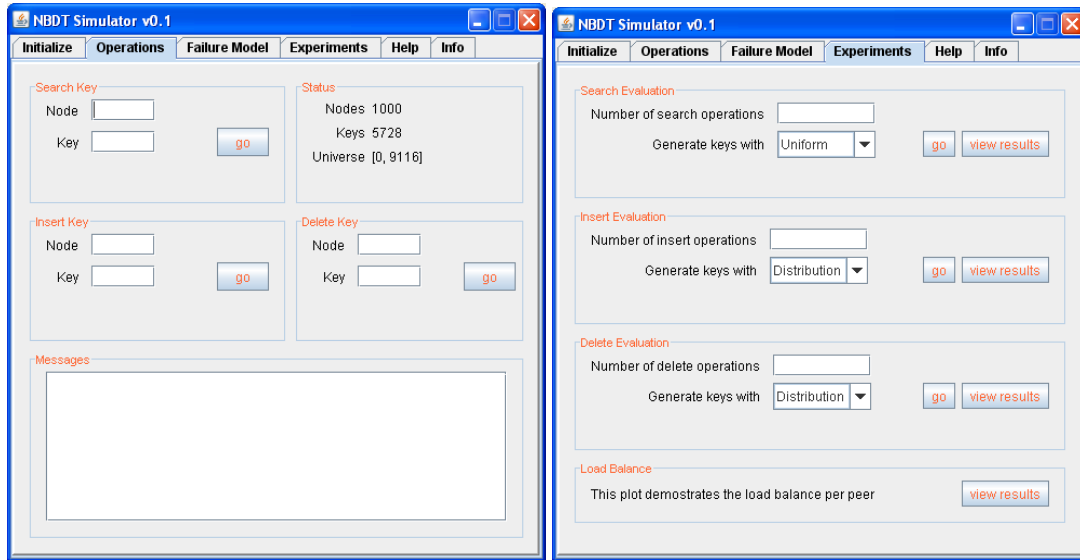 NBDT Simulator v0.1
Initialize Operations Failure Model Experiments Help Info
Search Key
Node
Key
go
Status
Nodes 1000
Keys 5728
Universe [0, 9116]
Insert Key
Node
Key
go
Delete Key
Node
Key
go
Messages
NBDT Simulator v0.1
Initialize Operations Failure Model Experiments Help Info
Search Evaluation
Number of search operations
Generate keys with Uniform go view results
Insert Evaluation
Number of insert operations
Generate keys with Distribution go view results
Delete Evaluation
Number of delete operations
Generate keys with Distribution go view results
Load Balance
This plot demostrates the load balance per peer view results